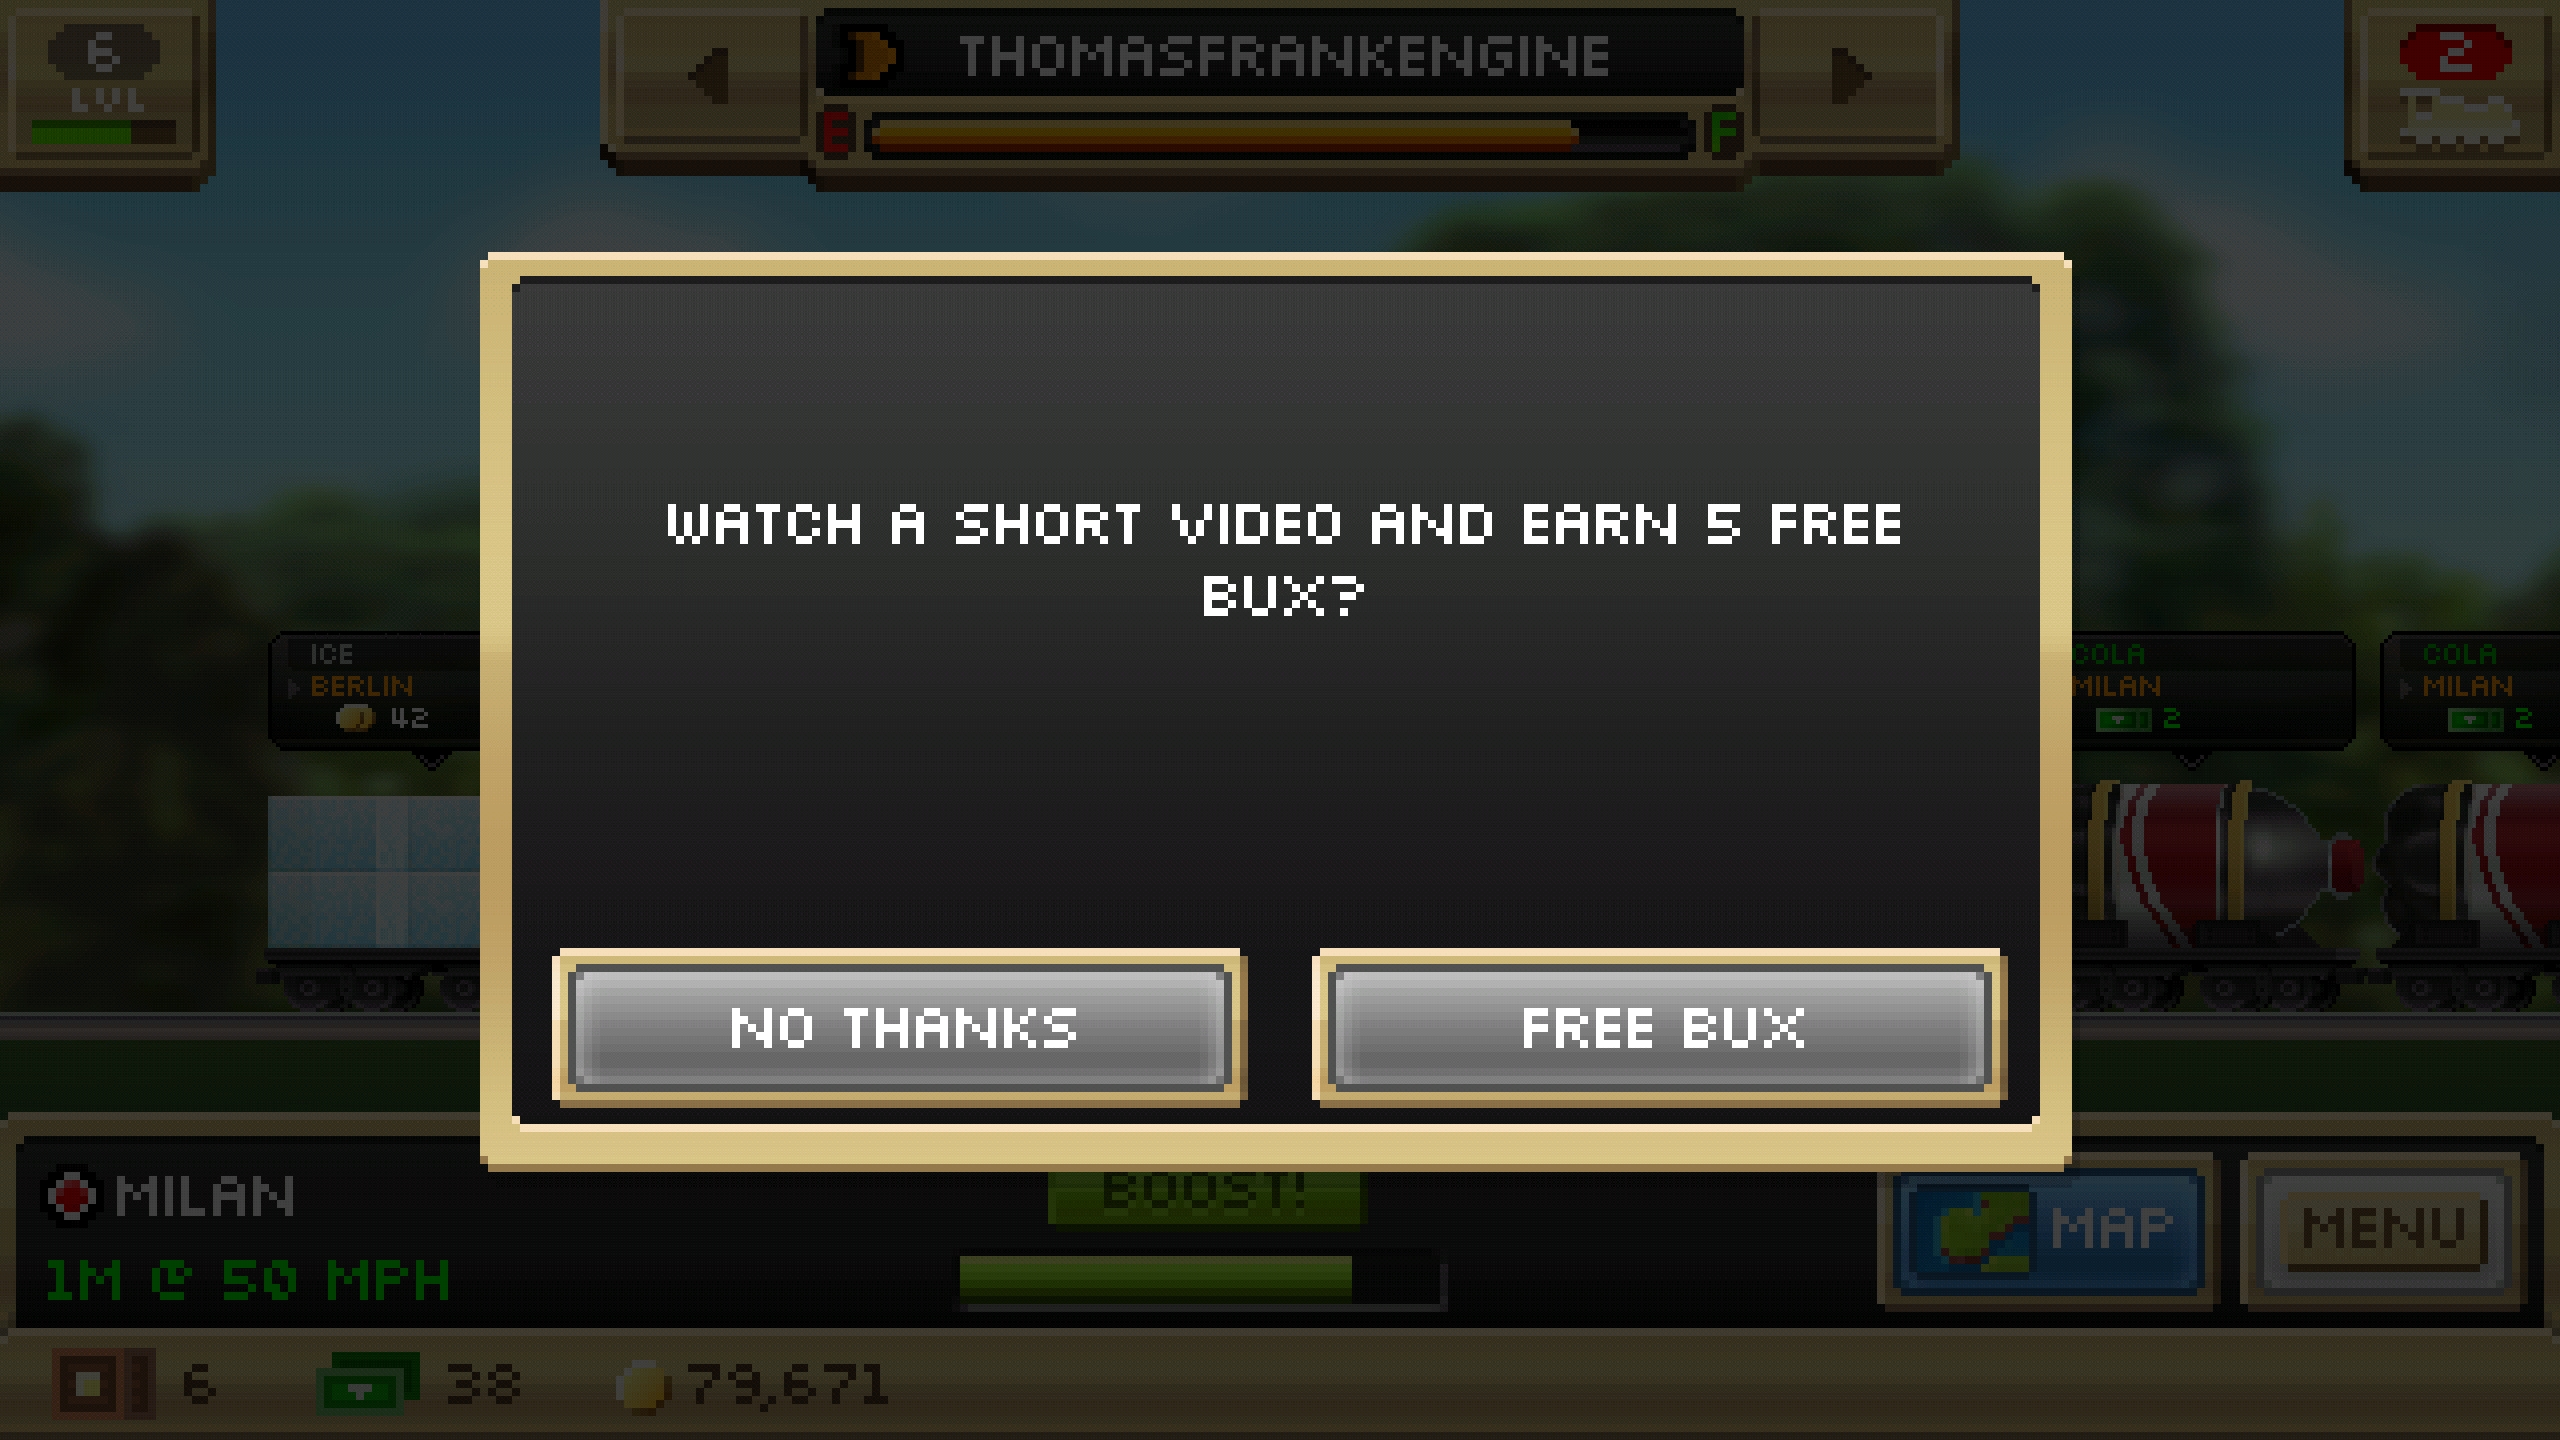 6
LVL
THOMASFRANKENGINE
E
F
2
WATCH A SHORT VIDEO AND EARN 5 FREE
BUX?
ICE
BERLIN
42
COLA
MILAN
2
COLA
MILAN
2
NO THANKS
FREE BUX
MILAN
1M @ 50 MPH
BOOST!
MAP
MENU
6
38
79,671